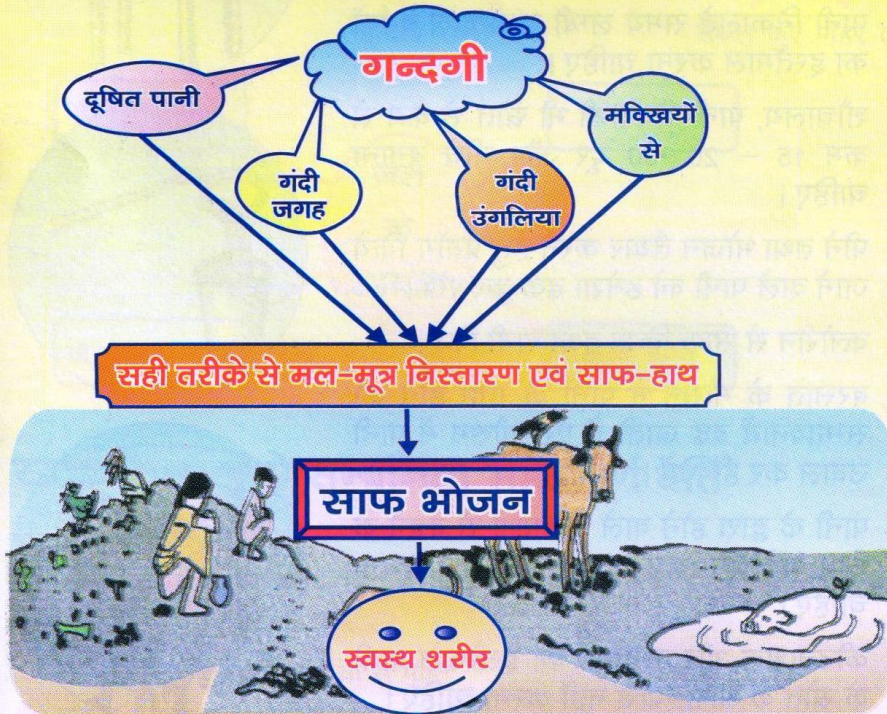 गन्दगी
दूषित पानी
मक्खियों
से
गंदी
जगह
गंदी
उंगलिया
सही तरीके से मल-मूत्र निस्तारण एवं साफ-हाथ
साफ भोजन
स्वस्थ शरीर